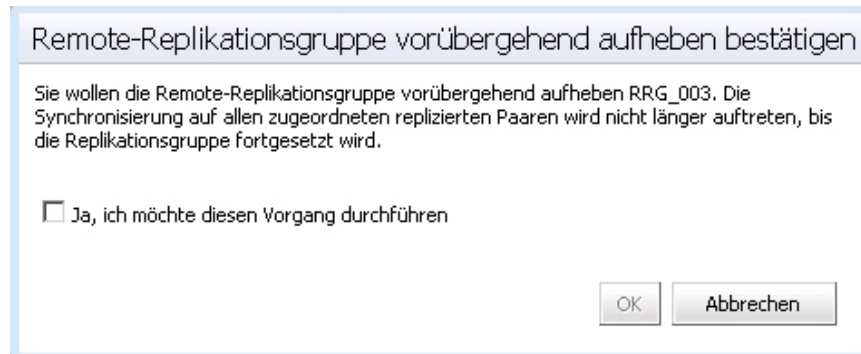 Remote-Replikationsgruppe vorübergehend aufheben bestätigen
Sie wollen die Remote-Replikationsgruppe vorübergehend aufheben RRG_003. Die
Synchronisierung auf allen zugeordneten replizierten Paaren wird nicht länger auftreten, bis
die Replikationsgruppe fortgesetzt wird.
Ja, ich möchte diesen Vorgang durchführen
OK
Abbrechen